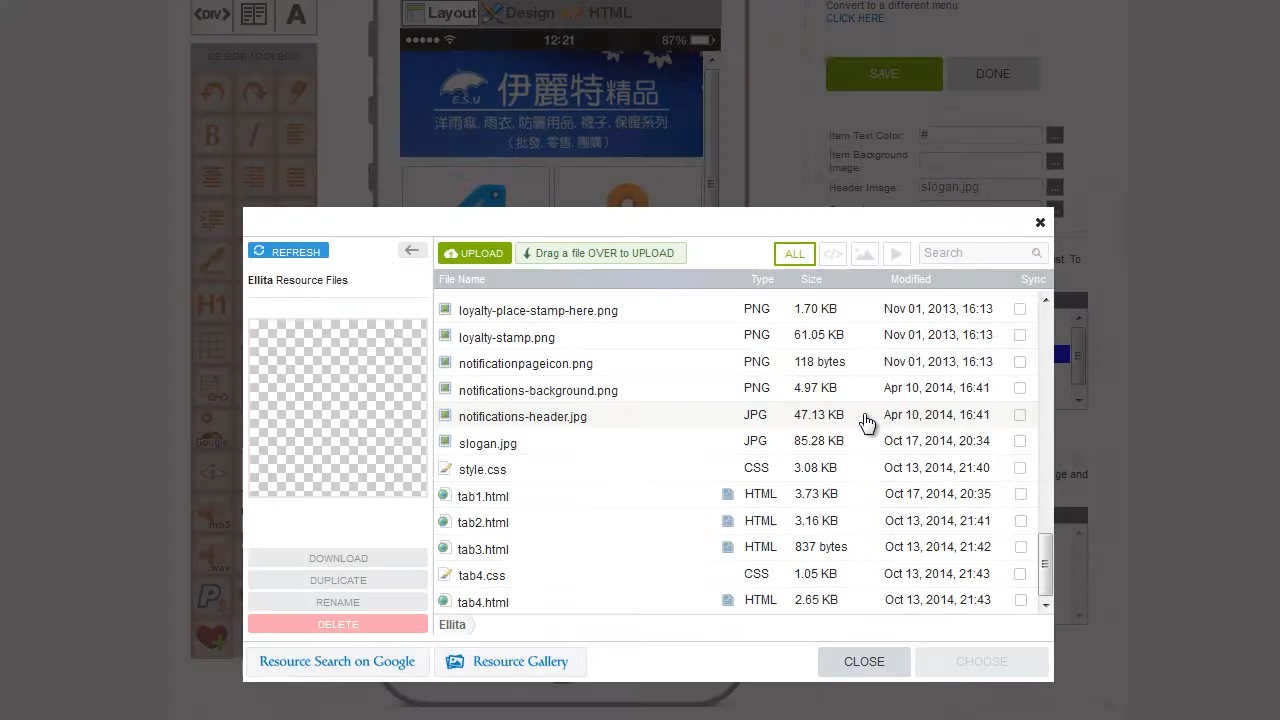 <DIV>
A
Layout
Design
HTML
Convert to a different menu
CLICK HERE
12:21
87%
DESIGN TOOLBOX
SAVE
DONE
E.S.U
伊麗特精品
洋雨傘, 雨衣, 防曬用品, 襪子, 保暖系列
（批發, 零售, 團購）
Item Text Color:
#
...
Item Background
Image:
...
Header Image:
slogan.jpg
...
B
I
H1
mp3
.wav
REFRESH
UPLOAD
Drag a file OVER to UPLOAD
ALL
</>
Search
Ellita Resource Files
File Name
Type
Size
Modified
Sync
loyalty-place-stamp-here.png
PNG
1.70 KB
Nov 01, 2013, 16:13
loyalty-stamp.png
PNG
61.05 KB
Nov 01, 2013, 16:13
notificationpageicon.png
PNG
118 bytes
Nov 01, 2013, 16:13
notifications-background.png
PNG
4.97 KB
Apr 10, 2014, 16:41
notifications-header.jpg
JPG
47.13 KB
Apr 10, 2014, 16:41
slogan.jpg
JPG
85.28 KB
Oct 17, 2014, 20:34
style.css
CSS
3.08 KB
Oct 13, 2014, 21:40
tab1.html
HTML
3.73 KB
Oct 17, 2014, 20:35
tab2.html
HTML
3.16 KB
Oct 13, 2014, 21:41
tab3.html
HTML
837 bytes
Oct 13, 2014, 21:42
tab4.css
CSS
1.05 KB
Oct 13, 2014, 21:43
tab4.html
HTML
2.65 KB
Oct 13, 2014, 21:43
DOWNLOAD
DUPLICATE
RENAME
DELETE
Ellita
Resource Search on Google
Resource Gallery
CLOSE
CHOOSE